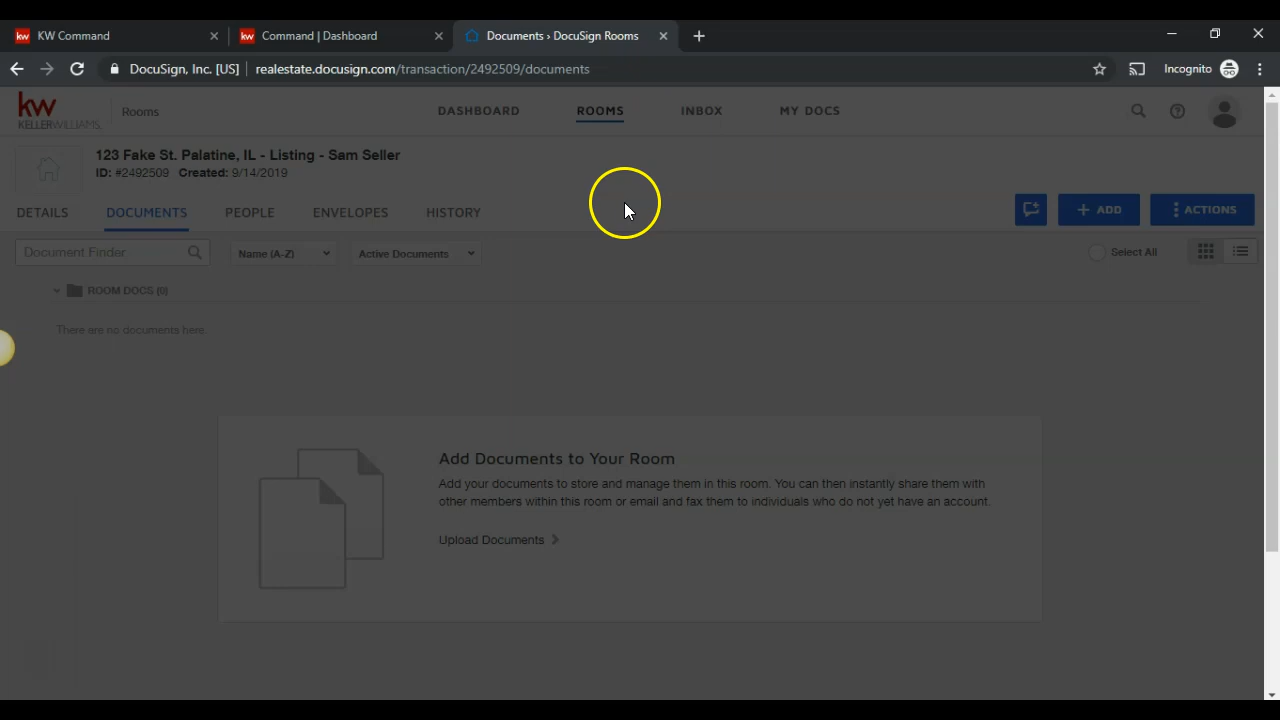 kw KW Command
kw Command | Dashboard
Documents › DocuSign Rooms
DocuSign, Inc. [US] realestate.docusign.com/transaction/2492509/documents
Incognito
kw
KELLERWILLIAMS.
Rooms
DASHBOARD
ROOMS
INBOX
MY DOCS
123 Fake St. Palatine, IL - Listing - Sam Seller
ID: #2492509 Created: 9/14/2019
DETAILS
DOCUMENTS
PEOPLE
ENVELOPES
HISTORY
+ ADD
ACTIONS
Document Finder
Name (A-Z)
Active Documents
Select All
ROOM DOCS (0)
There are no documents here.
Add Documents to Your Room
Add your documents to store and manage them in this room. You can then instantly share them with
other members within this room or email and fax them to individuals who do not yet have an account.
Upload Documents